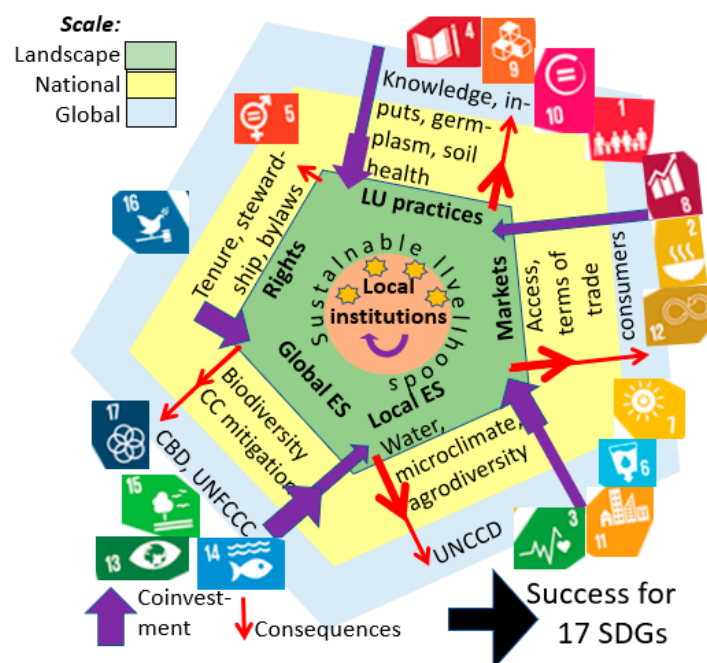 Scale:
Landscape
National
Global
4
9
10
1
8
2
12
7
6
11
3
14
13
15
17
16
5
Knowledge, in-
puts, germ-
plasm, soil
health
LU practices
Tenure, steward-
ship, bylaws
Rights
Sustainable livelihoods
Local
institutions
Markets
Access,
terms of
trade
consumers
Global ES
Local ES
Biodiversity
CC mitigation
CBD, UNFCCC
Water,
microclimate,
agrodiversity
UNCCD
Coinvest-
ment
Consequences
Success for
17 SDGs